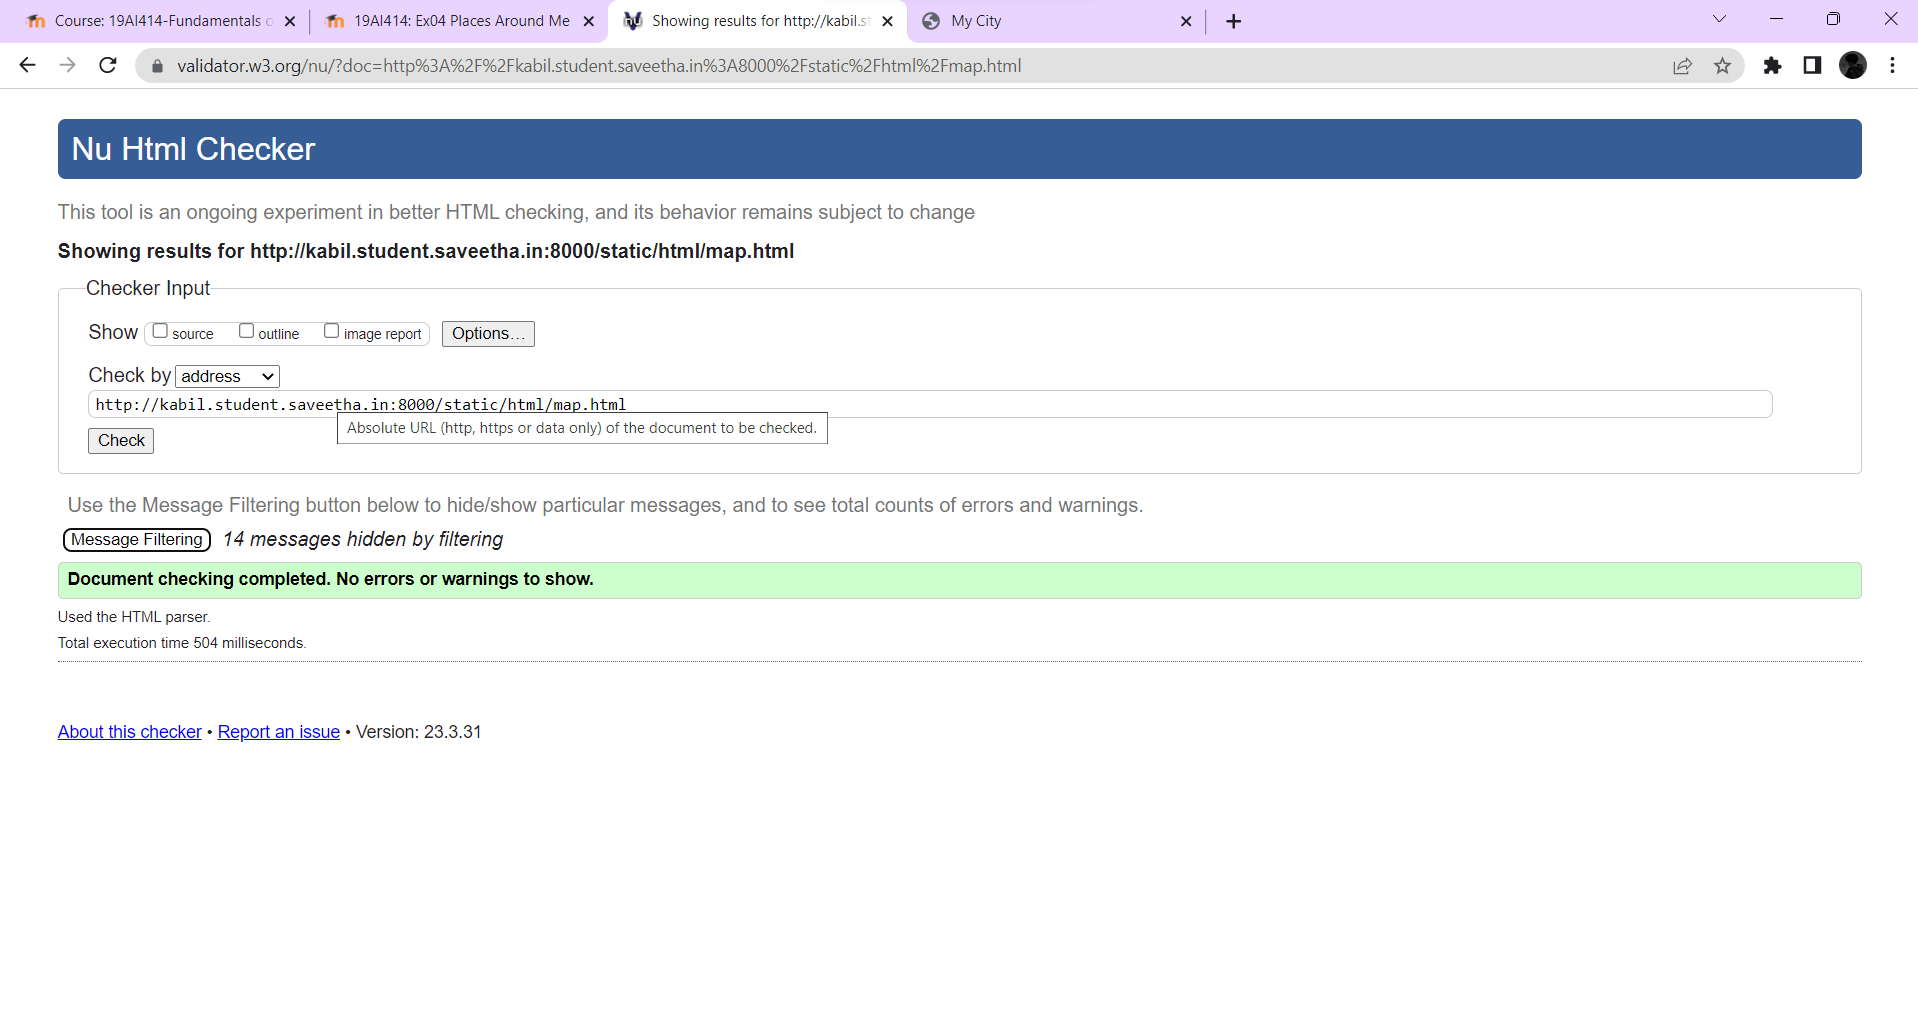 Course: 19AI414-Fundamentals o
19AI414: Ex04 Places Around Me
Showing results for http://kabil.st
My City
validator.w3.org/nu/?doc=http%3A%2F%2Fkabil.student.saveetha.in%3A8000%2Fstatic%2Fhtml%2Fmap.html
Nu Html Checker
This tool is an ongoing experiment in better HTML checking, and its behavior remains subject to change
Showing results for http://kabil.student.saveetha.in:8000/static/html/map.html
Checker Input
Show source outline image report Options…
Check by address
http://kabil.student.saveetha.in:8000/static/html/map.html
Absolute URL (http, https or data only) of the document to be checked.
Check
Use the Message Filtering button below to hide/show particular messages, and to see total counts of errors and warnings.
Message Filtering 14 messages hidden by filtering
Document checking completed. No errors or warnings to show.
Used the HTML parser.
Total execution time 504 milliseconds.
About this checker • Report an issue • Version: 23.3.31